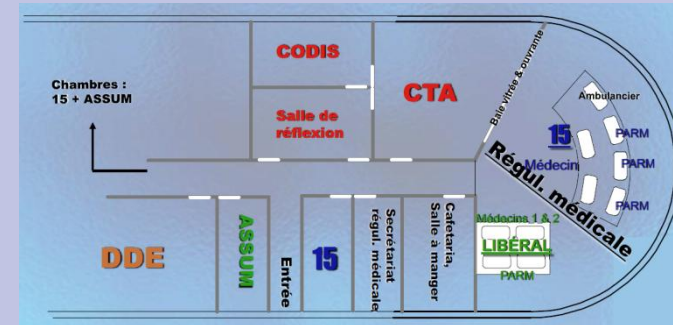 CODIS
Chambres :
15 + ASSUM
CTA
Salle de
réflexion
Baie vitrée & ouvrante
Ambulancier
15
PARM
Médecin
PARM
PARM
Régul. médicale
Médecins 1 & 2
LIBÉRAL
PARM
DDE
ASSUM
Entrée
15
Secrétariat
régul. médicale
Cafetaria,
Salle à manger